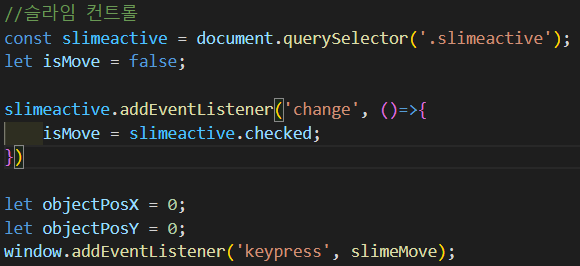 //슬라임 컨트롤
const slimeactive = document.querySelector('.slimeactive');
let isMove = false;
slimeactive.addEventListener('change', ()=>{
    isMove = slimeactive.checked;
})
let objectPosX = 0;
let objectPosY = 0;
window.addEventListener('keypress', slimeMove);